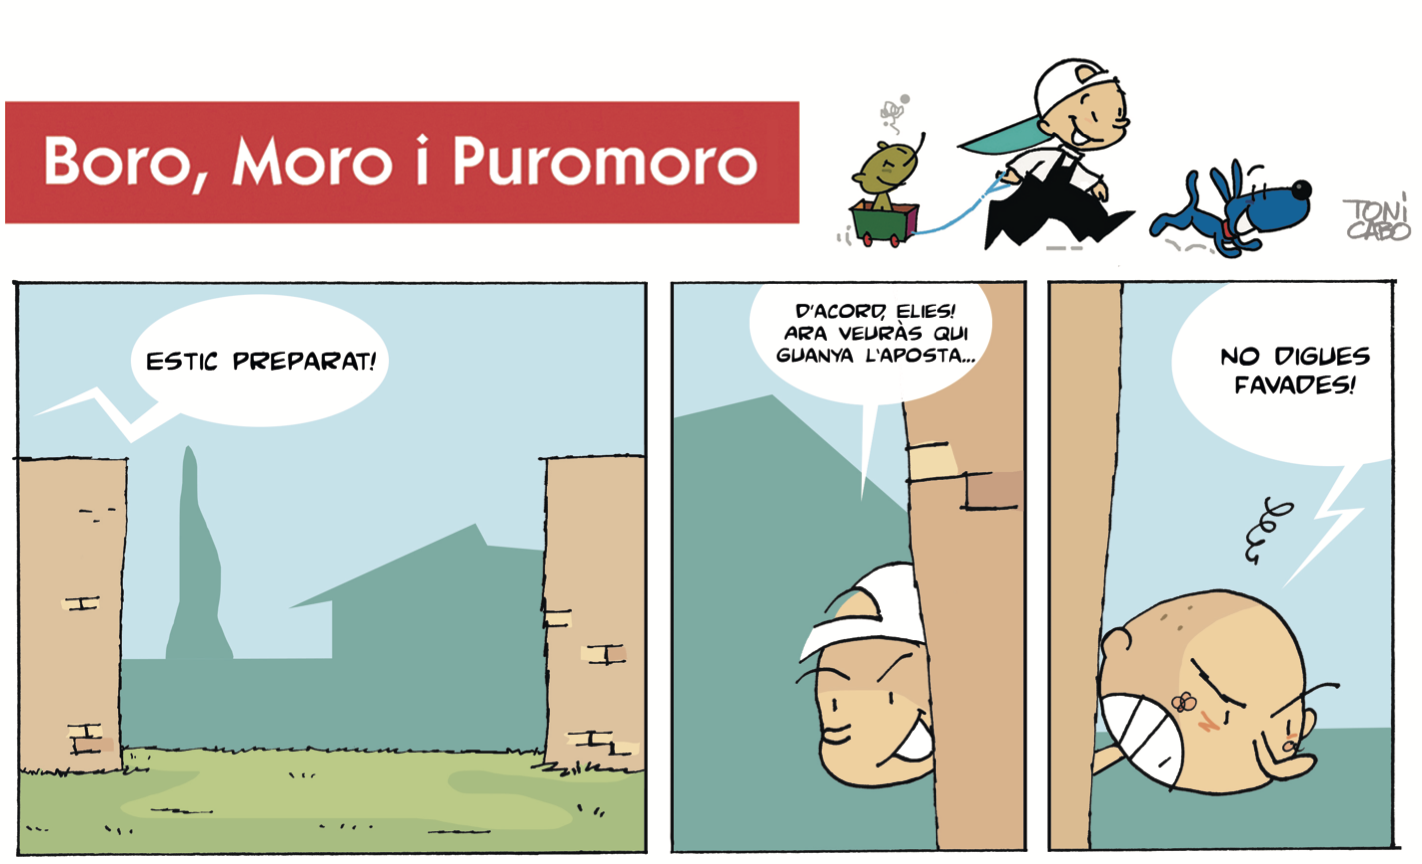 Boro, Moro i Puromoro
TONI
CABO
ESTIC PREPARAT!
D'ACORD, ELIES!
ARA VEURÀS QUI
GUANYA L'APOSTA...
NO DIGUES
FAVADES!